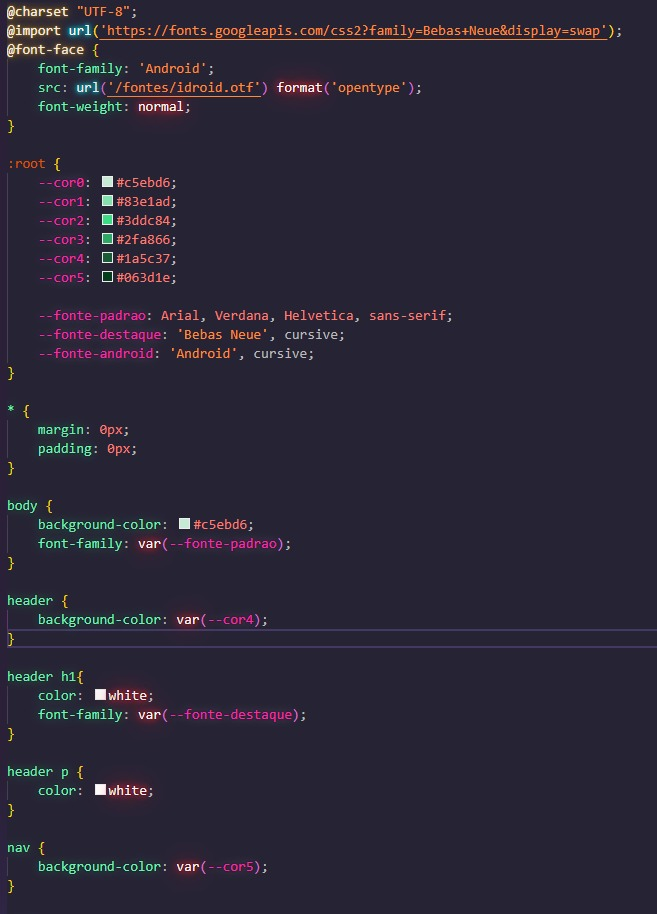 @charset "UTF-8";
@import url('https://fonts.googleapis.com/css2?family=Bebas+Neue&display=swap');
@font-face {
    font-family: 'Android';
    src: url('/fontes/idroid.otf') format('opentype');
    font-weight: normal;
}

:root {
    --cor0: #c5ebd6;
    --cor1: #83e1ad;
    --cor2: #3ddc84;
    --cor3: #2fa866;
    --cor4: #1a5c37;
    --cor5: #063d1e;

    --fonte-padrao: Arial, Verdana, Helvetica, sans-serif;
    --fonte-destaque: 'Bebas Neue', cursive;
    --fonte-android: 'Android', cursive;
}

* {
    margin: 0px;
    padding: 0px;
}

body {
    background-color: #c5ebd6;
    font-family: var(--fonte-padrao);
}

header {
    background-color: var(--cor4);
}

header h1{
    color: white;
    font-family: var(--fonte-destaque);
}

header p {
    color: white;
}

nav {
    background-color: var(--cor5);
}